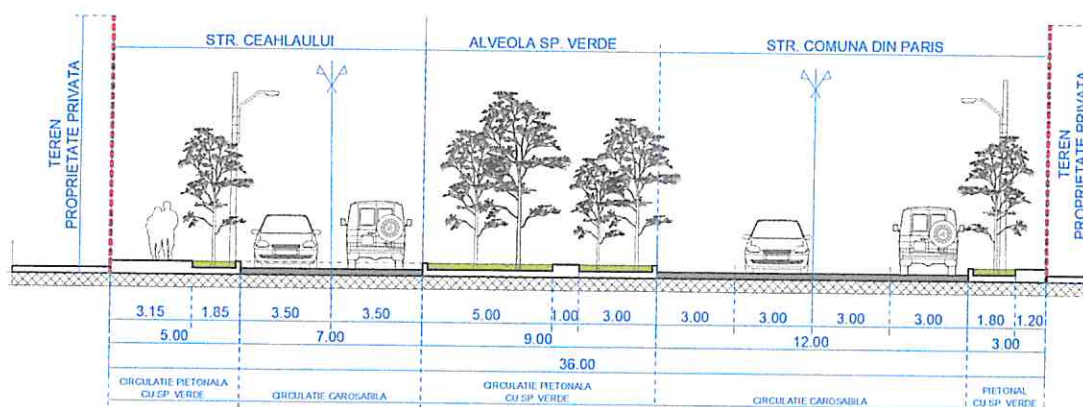 STR. CEAHLAULUI
ALVEOLA SP. VERDE
STR. COMUNA DIN PARIS
TEREN
PROPRIETATE PRIVATA
TEREN
PROPRIETATE PRIVATA
3.15 1.85 3.50 3.50 5.00 1.00 3.00 3.00 3.00 3.00 3.00 1.80 1.20
5.00 7.00 9.00 12.00 3.00
36.00
CIRCULATIE PIETONALA
CU SP. VERDE
CIRCULATIE CAROSABILA
CIRCULATIE PIETONALA
CU SP. VERDE
CIRCULATIE CAROSABILA
PIETONAL
CU SP. VERDE